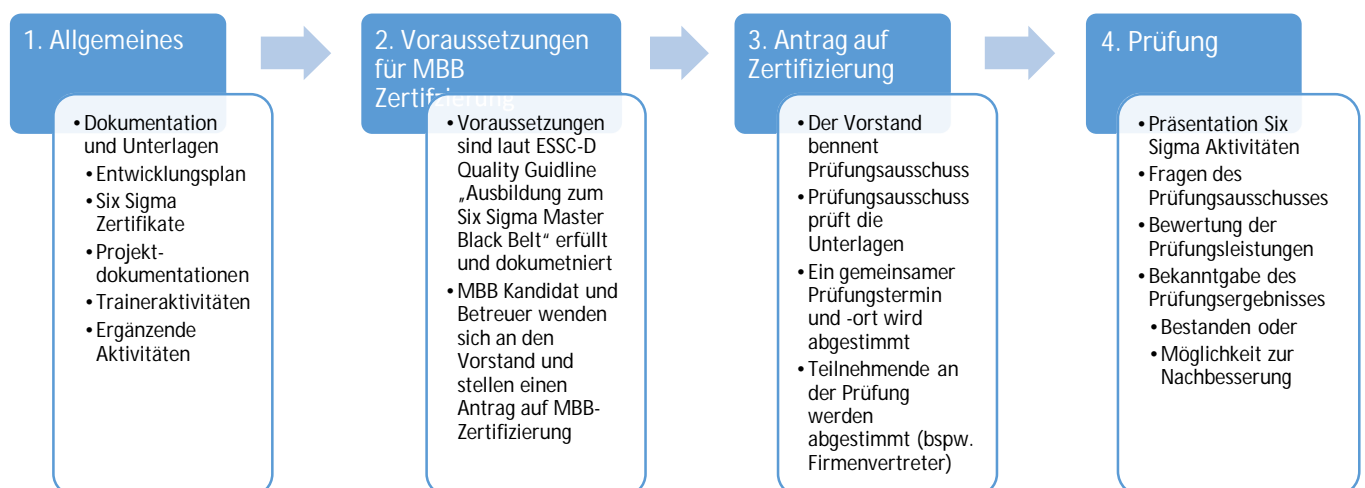 1. Allgemeines
• Dokumentation
und Unterlagen
• Entwicklungsplan
• Six Sigma
Zertifikate
• Projekt-
dokumentationen
• Traineraktivitäten
• Ergänzende
Aktivitäten
2. Voraussetzungen
für MBB
Zertifzierung
• Voraussetzungen
sind laut ESSC-D
Quality Guidline
„Ausbildung zum
Six Sigma Master
Black Belt“ erfüllt
und dokumetniert
• MBB Kandidat und
Betreuer wenden
sich an den
Vorstand und
stellen einen
Antrag auf MBB-
Zertifizierung
3. Antrag auf
Zertifizierung
• Der Vorstand
bennent
Prüfungsausschuss
• Prüfungsausschuss
prüft die
Unterlagen
• Ein gemeinsamer
Prüfungstermin
und -ort wird
abgestimmt
• Teilnehmende an
der Prüfung
werden
abgestimmt (bspw.
Firmenvertreter)
4. Prüfung
• Präsentation Six
Sigma Aktivitäten
• Fragen des
Prüfungsausschusses
• Bewertung der
Prüfungsleistungen
• Bekanntgabe des
Prüfungsergebnisses
• Bestanden oder
• Möglichkeit zur
Nachbesserung